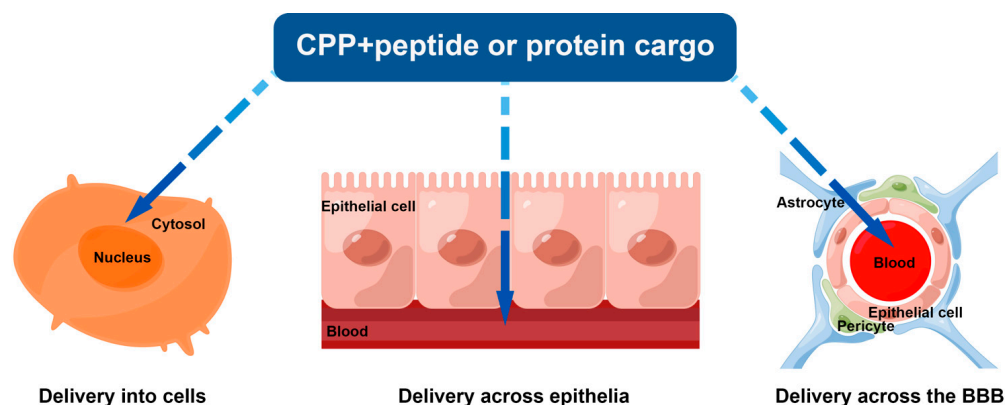 CPP+peptide or protein cargo
Epithelial cell
Astrocyte
Cytosol
Nucleus
Blood
Epithelial cell
Pericyte
Blood
Delivery into cells
Delivery across epithelia
Delivery across the BBB